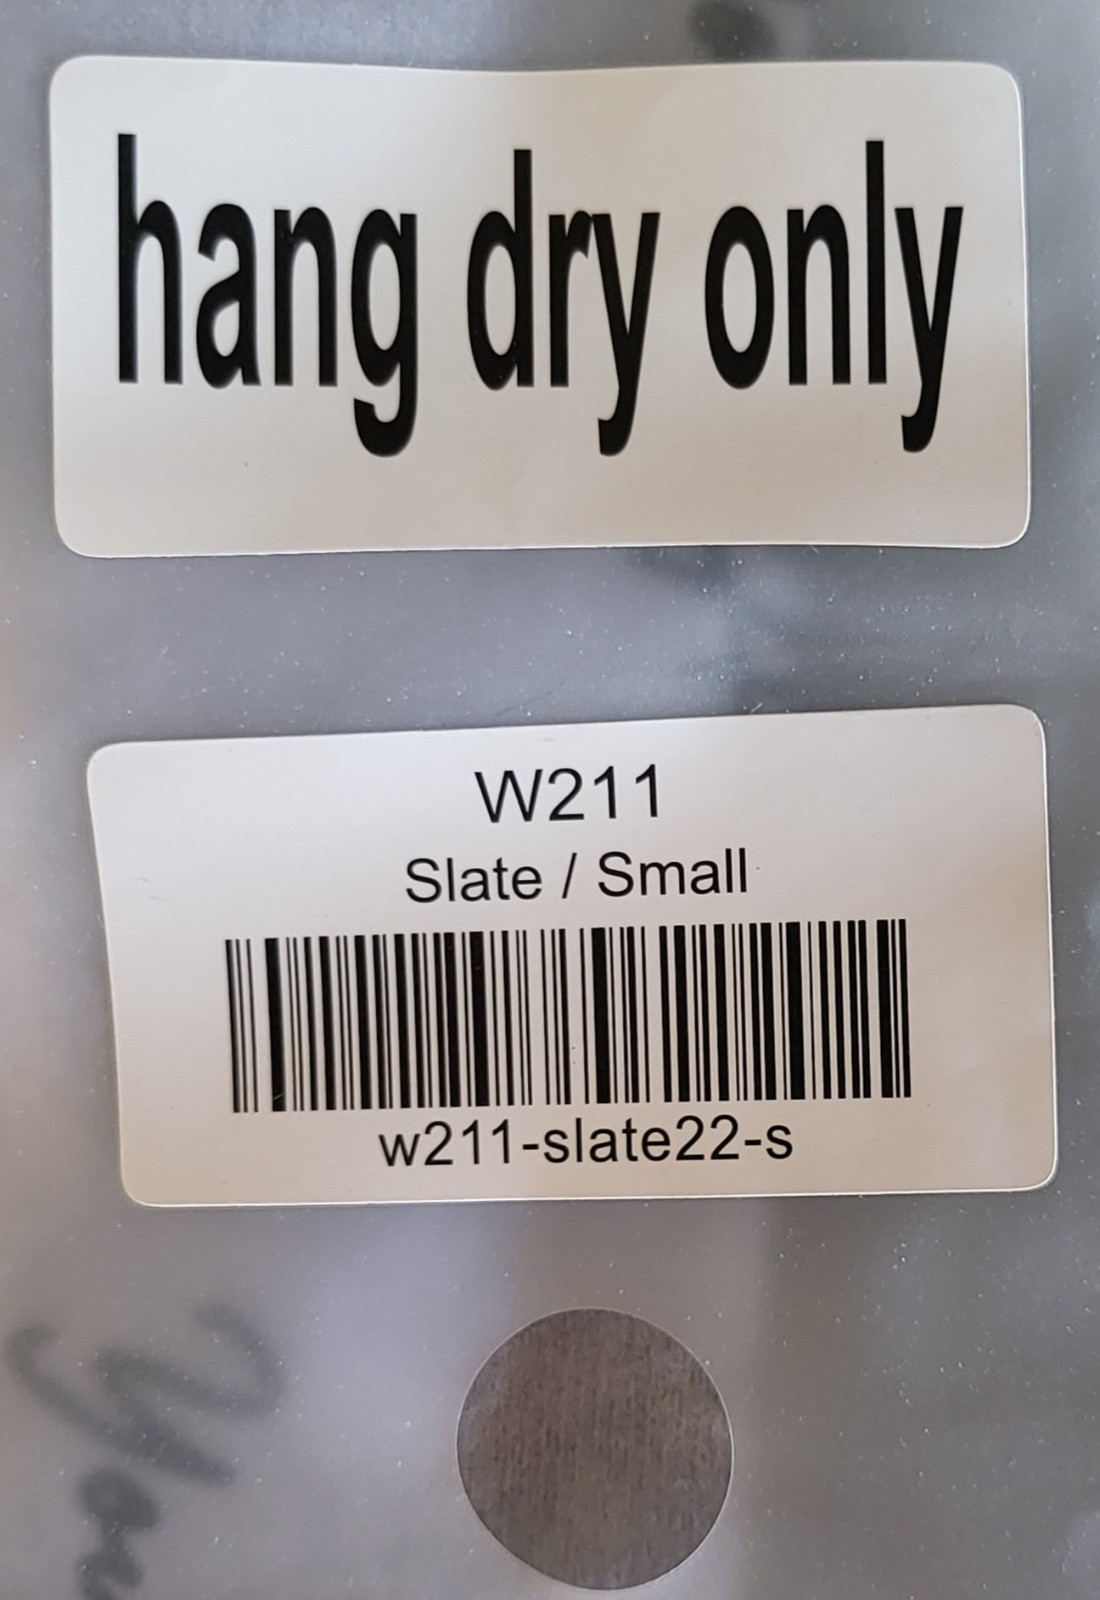 hang dry only
W211
Slate / Small
w211-slate22-s